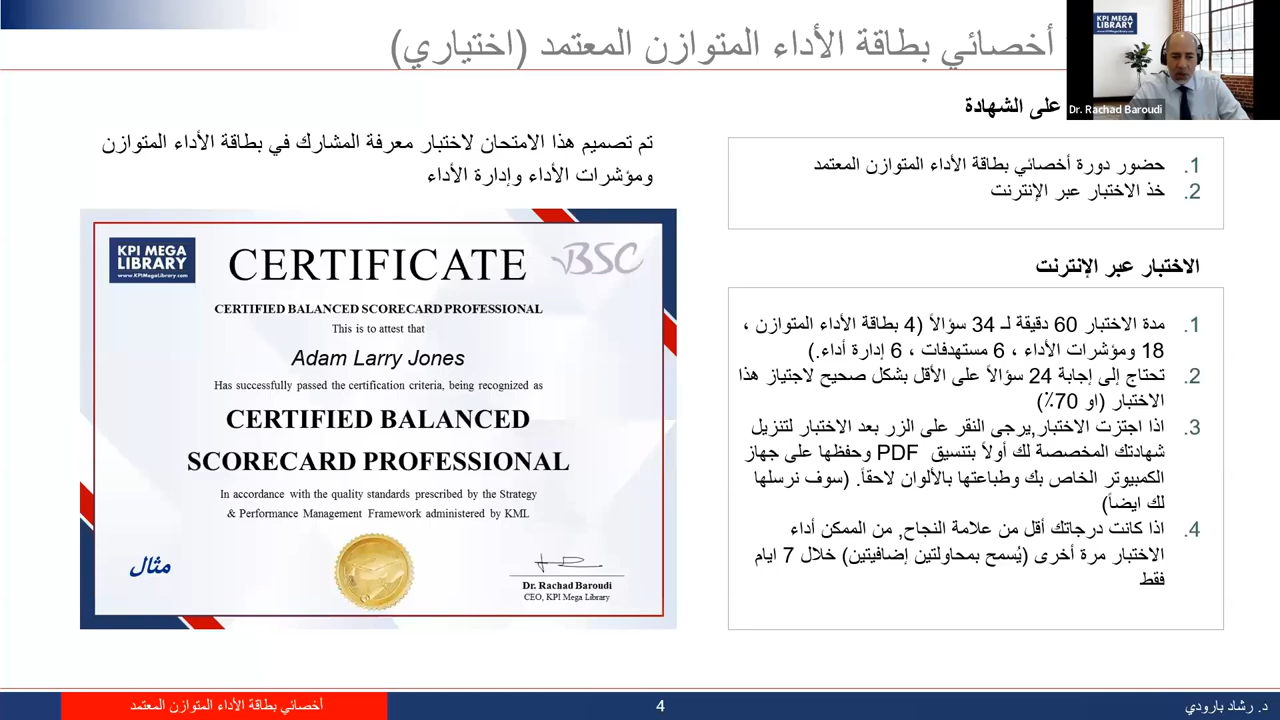 أخصائي بطاقة الأداء المتوازن المعتمد (اختياري)
KPI MEGA
LIBRARY
Dr. Rachad Baroudi
على الشهادة
1. حضور دورة أخصائي بطاقة الأداء المتوازن المعتمد
2. خذ الاختبار عبر الإنترنت
الاختبار عبر الإنترنت
1. مدة الاختبار 60 دقيقة لـ 34 سؤالاً (4 بطاقة الأداء المتوازن ،
18 ومؤشرات الأداء ، 6 مستهدفات ، 6 إدارة أداء.)
2. تحتاج إلى إجابة 24 سؤالاً على الأقل بشكل صحيح لاجتياز هذا
الاختبار (او 70٪)
3. اذا اجتزت الاختبار,يرجى النقر على الزر بعد الاختبار لتنزيل
شهادتك المخصصة لك أولاً بتنسيق PDF وحفظها على جهاز
الكمبيوتر الخاص بك وطباعتها بالألوان لاحقاً. (سوف نرسلها
لك ايضاً)
4. اذا كانت درجاتك أقل من علامة النجاح, من الممكن أداء
الاختبار مرة أخرى (يُسمح بمحاولتين إضافيتين) خلال 7 ايام
فقط
تم تصميم هذا الامتحان لاختبار معرفة المشارك في بطاقة الأداء المتوازن
ومؤشرات الأداء وإدارة الأداء
KPI MEGA
LIBRARY
www.KPIMegaLibrary.com
CERTIFICATE
BSC
CERTIFIED BALANCED SCORECARD PROFESSIONAL
This is to attest that
Adam Larry Jones
Has successfully passed the certification criteria, being recognized as
CERTIFIED BALANCED
SCORECARD PROFESSIONAL
In accordance with the quality standards prescribed by the Strategy
& Performance Management Framework administered by KML
مثال
Dr. Rachad Baroudi
CEO, KPI Mega Library
أخصائي بطاقة الأداء المتوازن المعتمد
4
د. رشاد بارودي